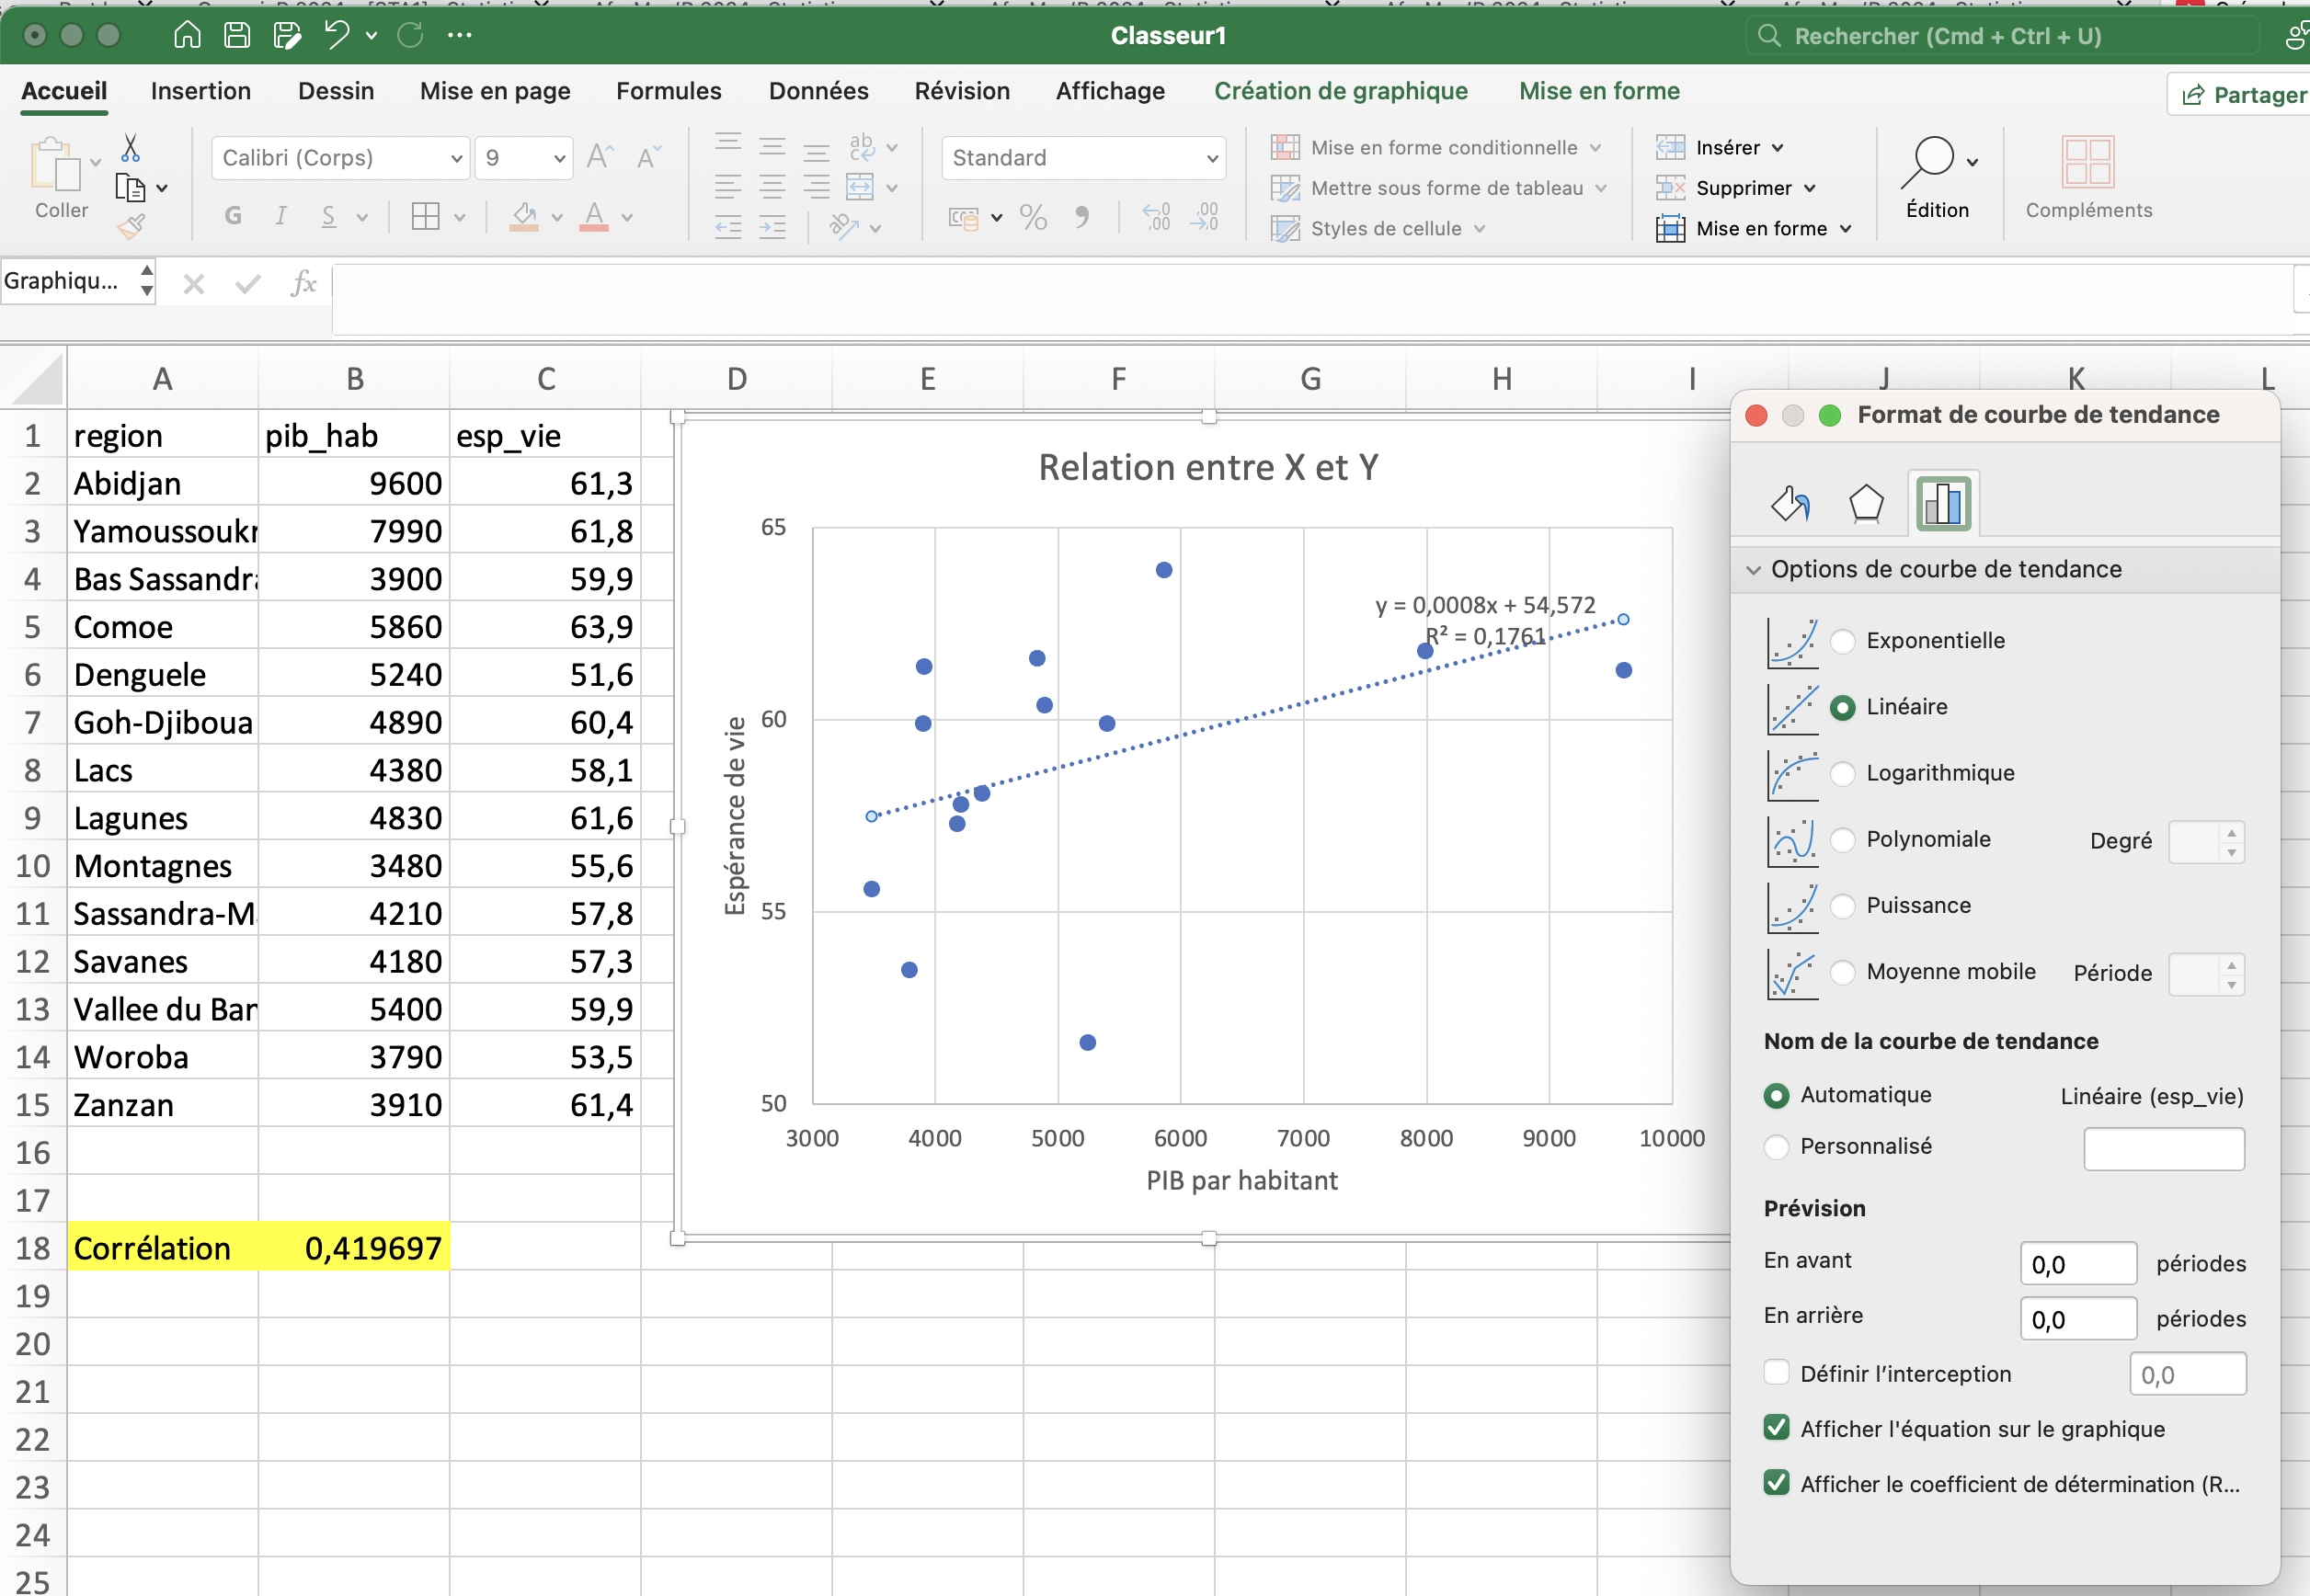 Classeur1
Rechercher (Cmd + Ctrl + U)
Accueil Insertion Dessin Mise en page Formules Données Révision Affichage Création de graphique Mise en forme
Partager
Coller
Calibri (Corps) 9
G I S A
ab
Standard
% 
Mise en forme conditionnelle
Mettre sous forme de tableau
Styles de cellule
Insérer
Supprimer
Mise en forme
Édition
Compléments
Graphiqu... fx
A B C D E F G H I J K L
1 region pib_hab esp_vie
2 Abidjan 9600 61,3
3 Yamoussoukr 7990 61,8
4 Bas Sassandra 3900 59,9
5 Comoe 5860 63,9
6 Denguele 5240 51,6
7 Goh-Djiboua 4890 60,4
8 Lacs 4380 58,1
9 Lagunes 4830 61,6
10 Montagnes 3480 55,6
11 Sassandra-Ma 4210 57,8
12 Savanes 4180 57,3
13 Vallee du Ban 5400 59,9
14 Woroba 3790 53,5
15 Zanzan 3910 61,4
16
17
18 Corrélation 0,419697
19
20
21
22
23
24
25
Relation entre X et Y
y = 0,0008x + 54,572
R² = 0,1761
Espérance de vie
65
60
55
50
3000 4000 5000 6000 7000 8000 9000 10000
PIB par habitant
Format de courbe de tendance
Options de courbe de tendance
Exponentielle
Linéaire
Logarithmique
Polynomiale Degré
Puissance
Moyenne mobile Période
Nom de la courbe de tendance
Automatique Linéaire (esp_vie)
Personnalisé
Prévision
En avant 0,0 périodes
En arrière 0,0 périodes
Définir l’interception 0,0
Afficher l'équation sur le graphique
Afficher le coefficient de détermination (R...